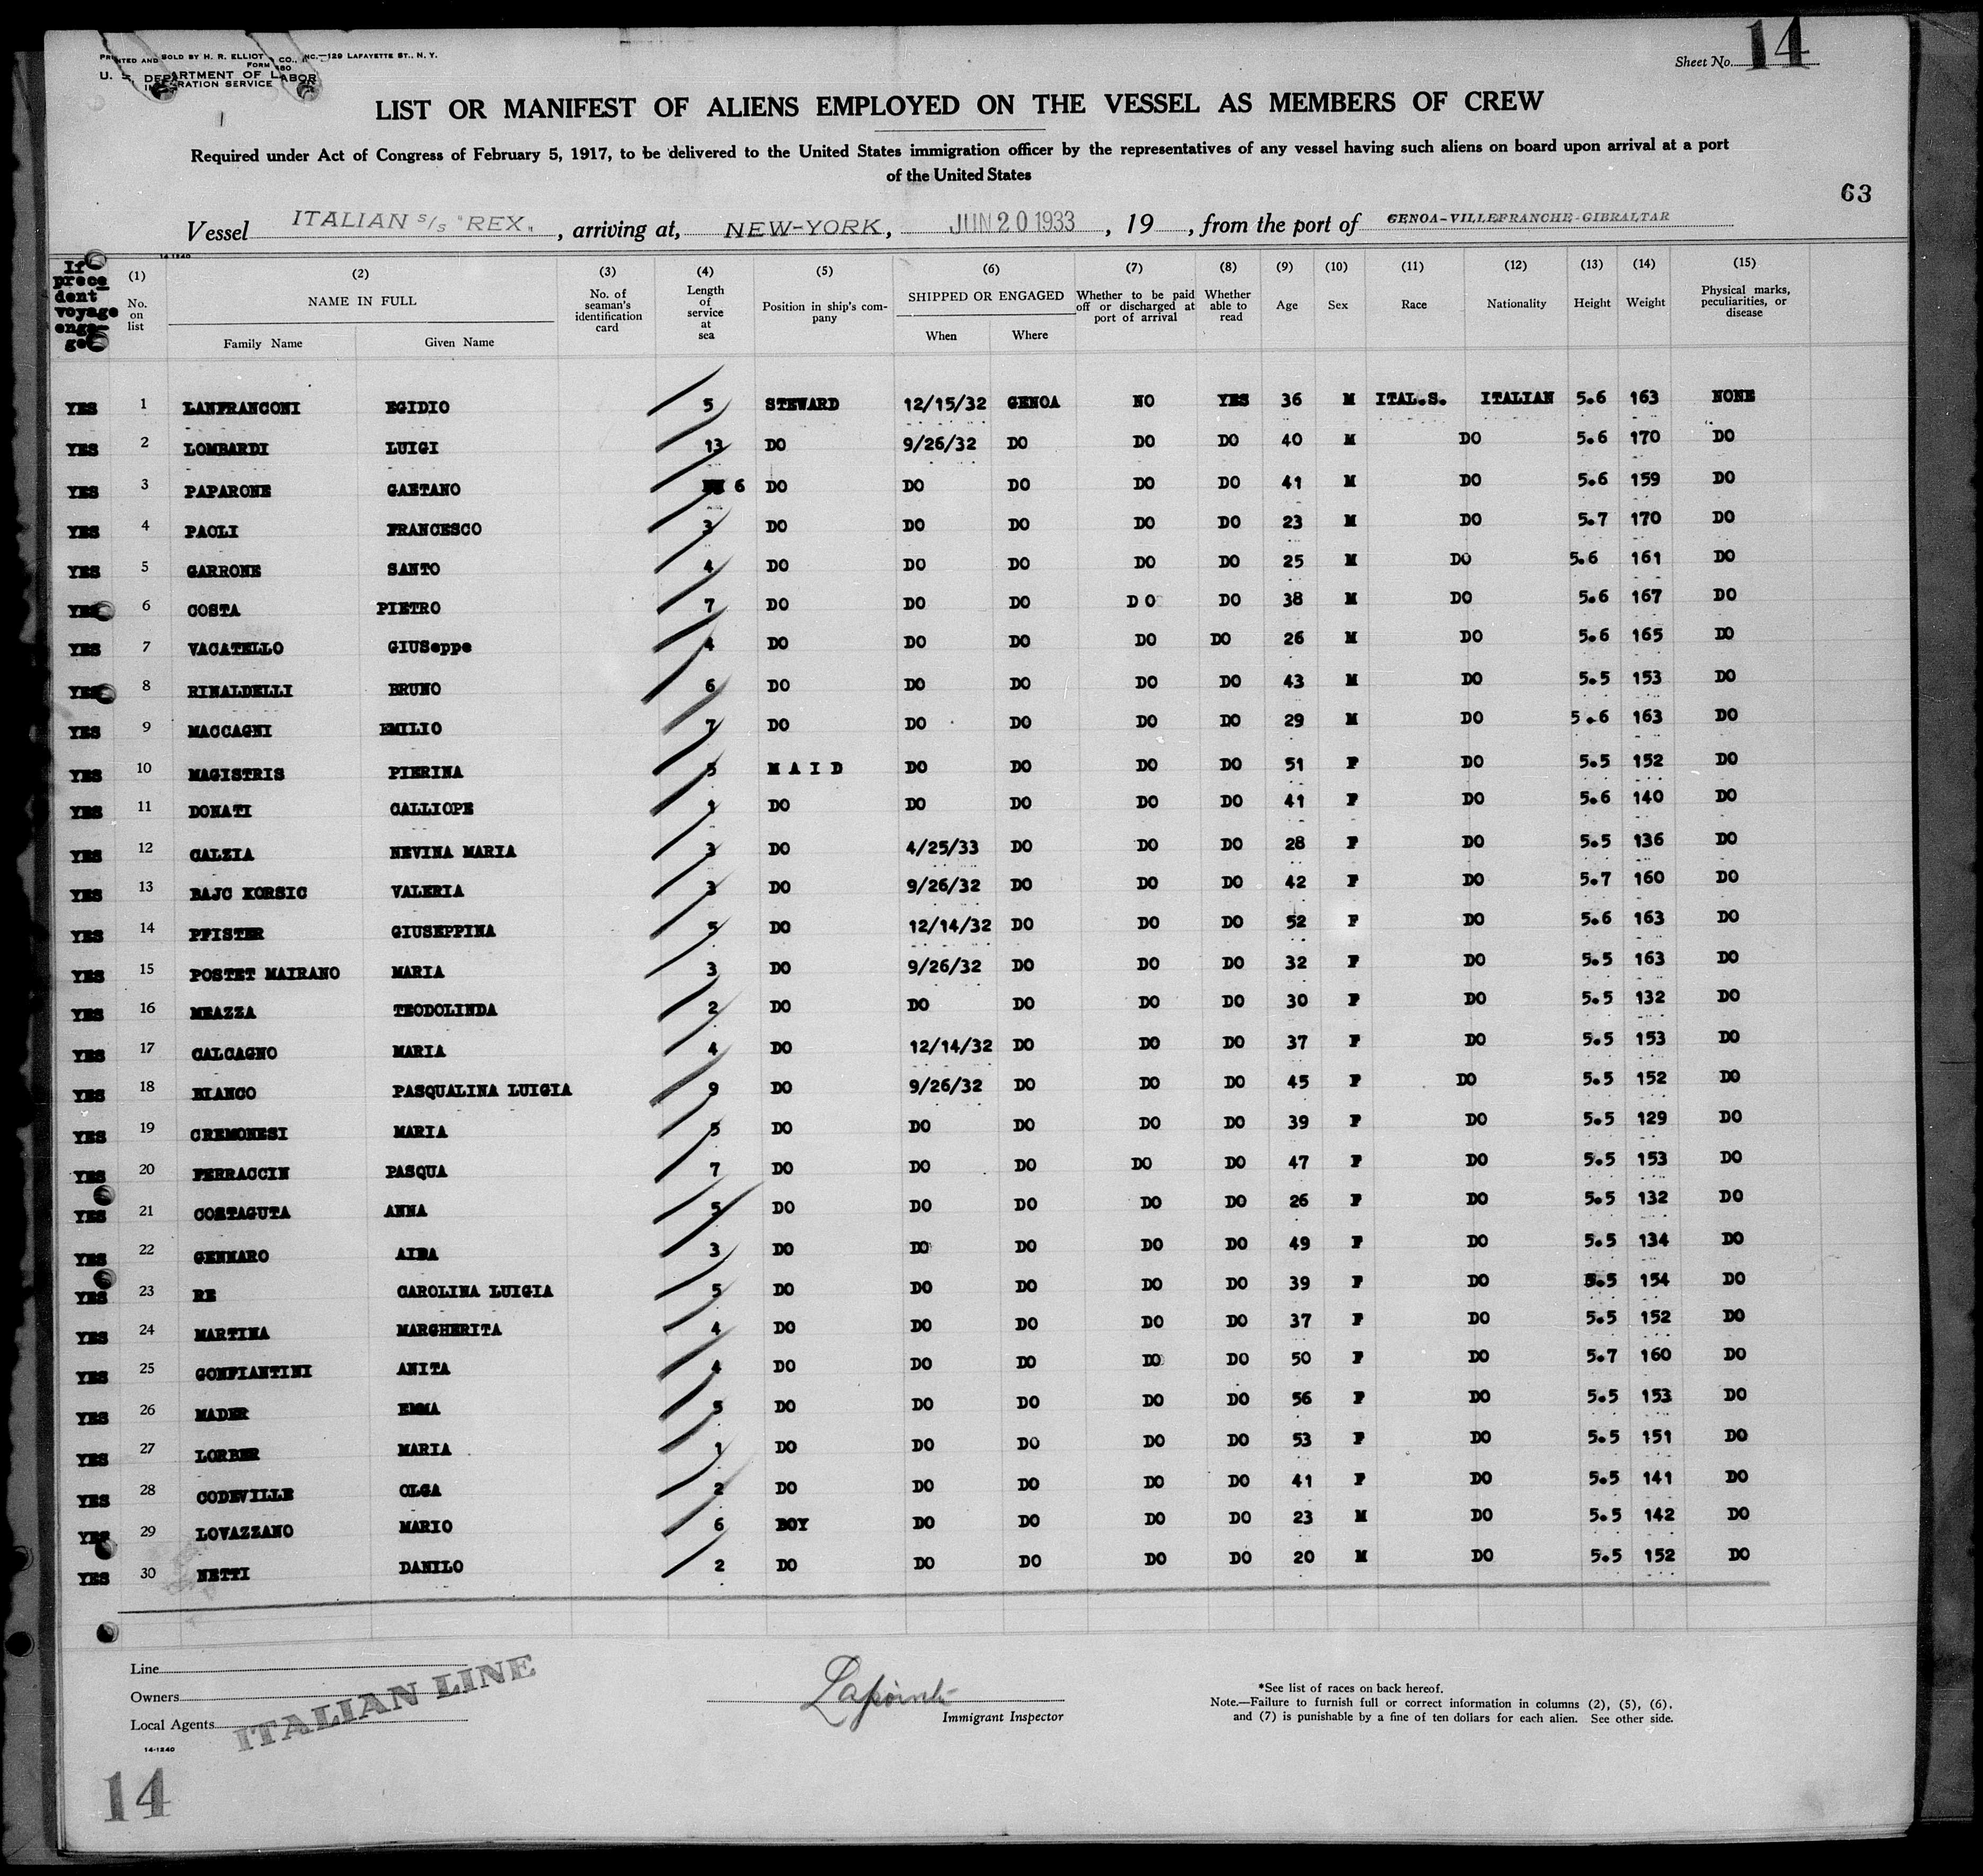 PRINTED AND SOLD BY H. R. ELLIOT CO., INC.—129 LAFAYETTE ST., N. Y.
FORM 680
U. S. DEPARTMENT OF LABOR
IMMIGRATION SERVICE
Sheet No. 14
LIST OR MANIFEST OF ALIENS EMPLOYED ON THE VESSEL AS MEMBERS OF CREW
Required under Act of Congress of February 5, 1917, to be delivered to the United States immigration officer by the representatives of any vessel having such aliens on board upon arrival at a port
of the United States
63
Vessel ITALIAN S/S "REX" , arriving at, NEW-YORK, JUN 20 1933 , 19 , from the port of GENOA-VILLEFRANCHE-GIBRALTAR
14-1240
If precedent voyage engaged (1) No. on list (2) NAME IN FULL Family Name Given Name (3) No. of seaman's identification card (4) Length of service at sea (5) Position in ship's company (6) SHIPPED OR ENGAGED When Where (7) Whether to be paid off or discharged at port of arrival (8) Whether able to read (9) Age (10) Sex (11) Race (12) Nationality (13) Height (14) Weight (15) Physical marks, peculiarities, or disease
YES 1 LANFRANCONI EGIDIO 5 STEWARD 12/15/32 GENOA NO YES 36 M ITAL.S. ITALIAN 5.6 163 NONE
YES 2 LOMBARDI LUIGI 13 DO 9/26/32 DO DO DO 40 M DO 5.6 170 DO
YES 3 PAPARONE GAETANO 6 DO DO DO DO DO 41 M DO 5.6 159 DO
YES 4 PAOLI FRANCESCO 3 DO DO DO DO DO 23 M DO 5.7 170 DO
YES 5 GARRONE SANTO 4 DO DO DO DO DO 25 M DO 5.6 161 DO
YES 6 COSTA PIETRO 7 DO DO DO DO DO 38 M DO 5.6 167 DO
YES 7 VACATELLO GIUSeppe 4 DO DO DO DO DO 26 M DO 5.6 165 DO
YES 8 RINALDELLI BRUNO 6 DO DO DO DO DO 43 M DO 5.5 153 DO
YES 9 MACCAGNI EMILIO 7 DO DO DO DO DO 29 M DO 5.6 163 DO
YES 10 MAGISTRIS PIERINA 5 MAID DO DO DO DO 51 F DO 5.5 152 DO
YES 11 DONATI CALLIOPE 1 DO DO DO DO DO 41 F DO 5.6 140 DO
YES 12 CALZIA NEVINA MARIA 3 DO 4/25/33 DO DO DO 28 F DO 5.5 136 DO
YES 13 BAJC KORSIC VALERIA 3 DO 9/26/32 DO DO DO 42 F DO 5.7 160 DO
YES 14 PFISTER GIUSEPPINA 5 DO 12/14/32 DO DO DO 52 F DO 5.6 163 DO
YES 15 POSTET MAIRANO MARIA 3 DO 9/26/32 DO DO DO 32 F DO 5.5 163 DO
YES 16 MEAZZA TEODOLINDA 2 DO DO DO DO DO 30 F DO 5.5 132 DO
YES 17 CALCAGNO MARIA 4 DO 12/14/32 DO DO DO 37 F DO 5.5 153 DO
YES 18 BIANCO PASQUALINA LUIGIA 9 DO 9/26/32 DO DO DO 45 F DO 5.5 152 DO
YES 19 CREMONESI MARIA 5 DO DO DO DO DO 39 F DO 5.5 129 DO
YES 20 FERRACCIN PASQUA 7 DO DO DO DO DO 47 F DO 5.5 153 DO
YES 21 COSTAGUTA ANNA 5 DO DO DO DO DO 26 F DO 5.5 132 DO
YES 22 GENNARO AIDA 3 DO DO DO DO DO 49 F DO 5.5 134 DO
YES 23 RE CAROLINA LUIGIA 5 DO DO DO DO DO 39 F DO 5.5 154 DO
YES 24 MARTINA MARGHERITA 4 DO DO DO DO DO 37 F DO 5.5 152 DO
YES 25 GONFIANTINI ANITA 4 DO DO DO DO DO 50 F DO 5.7 160 DO
YES 26 MADER EMMA 5 DO DO DO DO DO 56 F DO 5.5 153 DO
YES 27 LORBER MARIA 1 DO DO DO DO DO 53 F DO 5.5 151 DO
YES 28 CODEVILLE OLGA 2 DO DO DO DO DO 41 F DO 5.5 141 DO
YES 29 LOVAZZANO MARIO 6 BOY DO DO DO DO 23 M DO 5.5 142 DO
YES 30 NETTI DANILO 2 DO DO DO DO DO 20 M DO 5.5 152 DO
Line
Owners
Local Agents
ITALIAN LINE
14-1240
Immigrant Inspector
*See list of races on back hereof.
Note.—Failure to furnish full or correct information in columns (2), (5), (6).
and (7) is punishable by a fine of ten dollars for each alien. See other side.
14